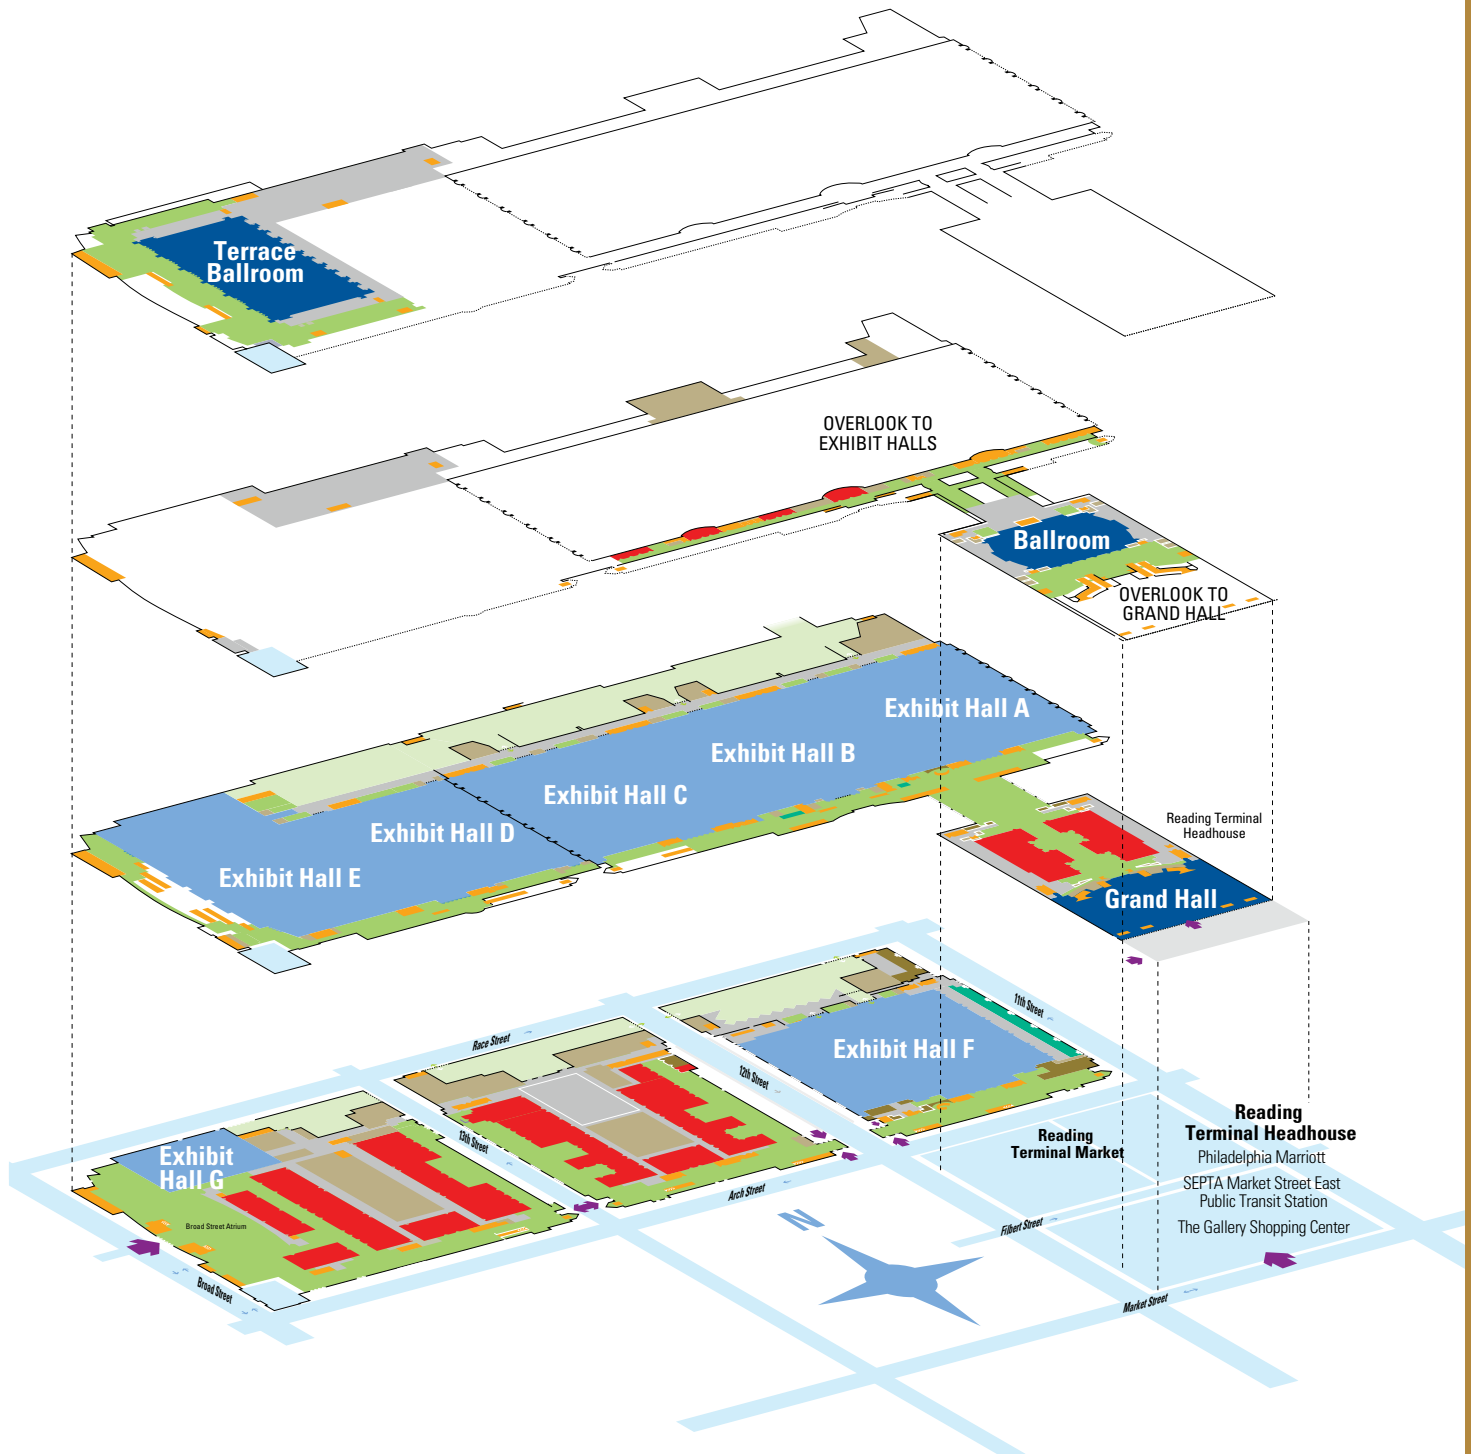 Terrace
Ballroom
OVERLOOK TO
EXHIBIT HALLS
Ballroom
OVERLOOK TO
GRAND HALL
Exhibit Hall A
Exhibit Hall B
Exhibit Hall C
Exhibit Hall D
Exhibit Hall E
Reading Terminal
Headhouse
Grand Hall
11th Street
Race Street
Exhibit Hall F
12th Street
13th Street
Exhibit
Hall G
Broad Street Atrium
Reading
Terminal Market
Reading
Terminal Headhouse
Philadelphia Marriott
SEPTA Market Street East
Public Transit Station
The Gallery Shopping Center
Arch Street
N
Filbert Street
Broad Street
Market Street